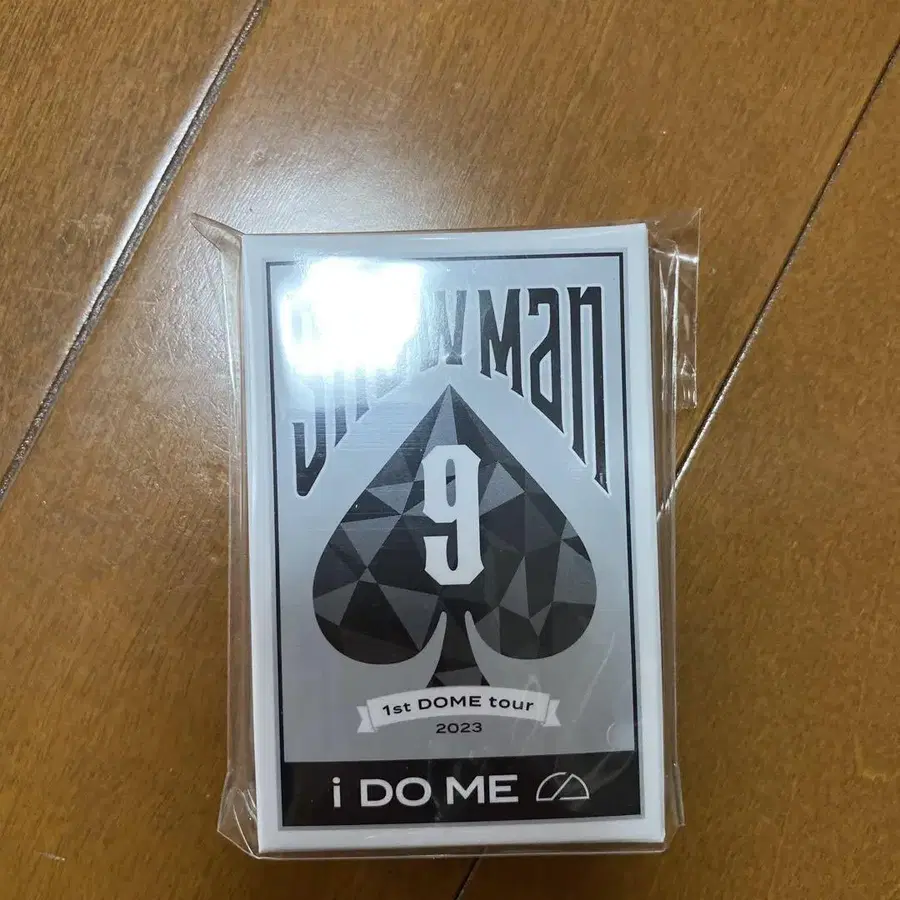 Snow Man
9
1st DOME tour
2023
i DO ME